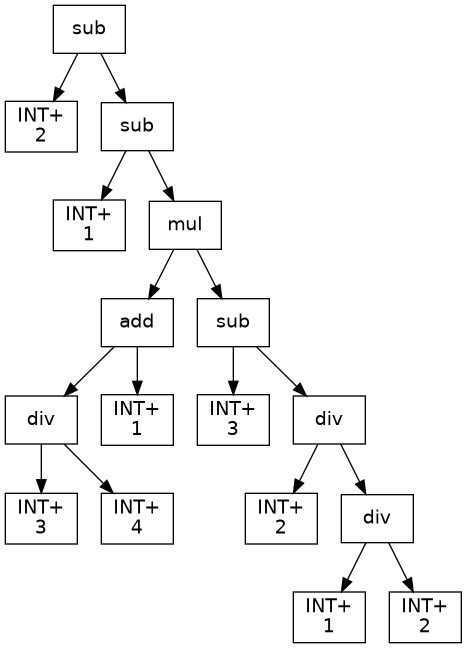 sub
INT+
2
sub
INT+
1
mul
add
sub
div
INT+
1
INT+
3
div
INT+
3
INT+
4
INT+
2
div
INT+
1
INT+
2